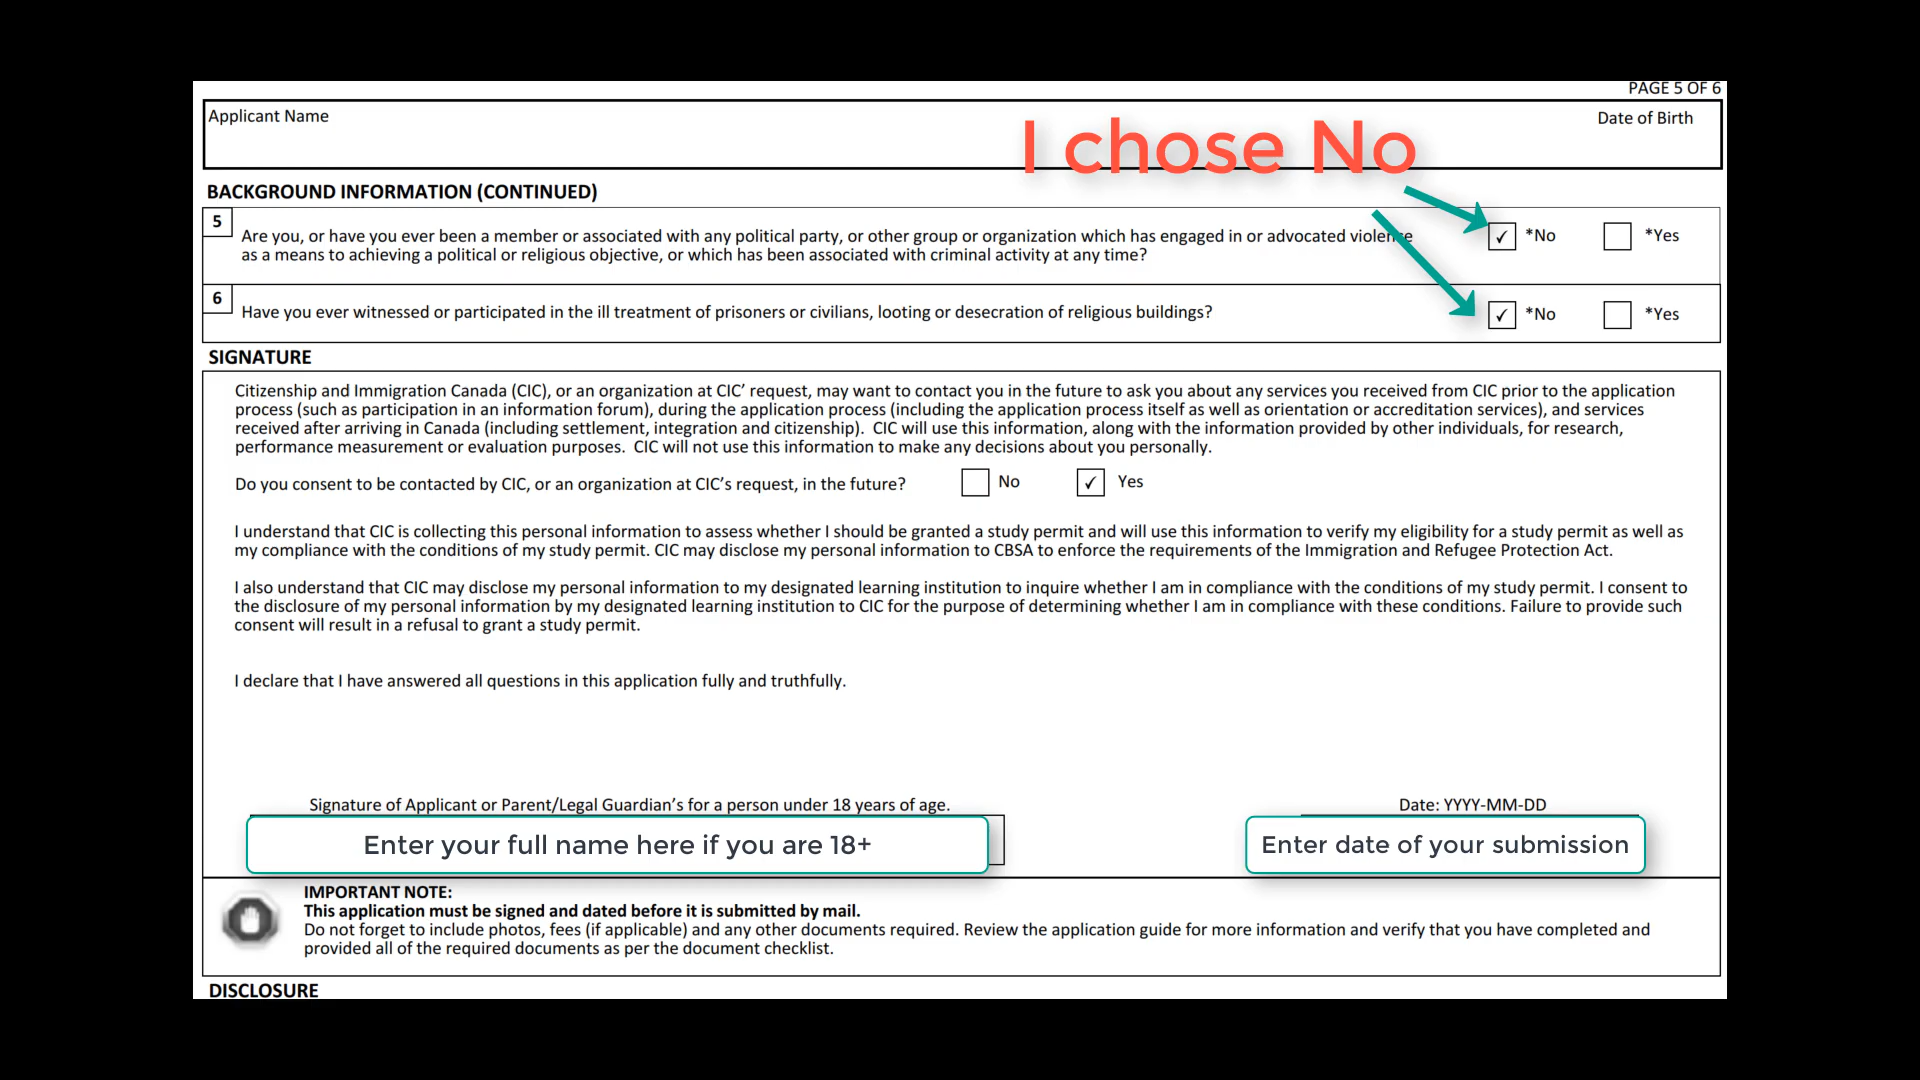 PAGE 5 OF 6
Applicant Name
Date of Birth
I chose No
BACKGROUND INFORMATION (CONTINUED)
5
Are you, or have you ever been a member or associated with any political party, or other group or organization which has engaged in or advocated violence
as a means to achieving a political or religious objective, or which has been associated with criminal activity at any time?
✓ *No *Yes
6
Have you ever witnessed or participated in the ill treatment of prisoners or civilians, looting or desecration of religious buildings?
✓ *No *Yes
SIGNATURE
Citizenship and Immigration Canada (CIC), or an organization at CIC’ request, may want to contact you in the future to ask you about any services you received from CIC prior to the application
process (such as participation in an information forum), during the application process (including the application process itself as well as orientation or accreditation services), and services
received after arriving in Canada (including settlement, integration and citizenship).  CIC will use this information, along with the information provided by other individuals, for research,
performance measurement or evaluation purposes.  CIC will not use this information to make any decisions about you personally.
Do you consent to be contacted by CIC, or an organization at CIC’s request, in the future? No ✓ Yes
I understand that CIC is collecting this personal information to assess whether I should be granted a study permit and will use this information to verify my eligibility for a study permit as well as
my compliance with the conditions of my study permit. CIC may disclose my personal information to CBSA to enforce the requirements of the Immigration and Refugee Protection Act.
I also understand that CIC may disclose my personal information to my designated learning institution to inquire whether I am in compliance with the conditions of my study permit. I consent to
the disclosure of my personal information by my designated learning institution to CIC for the purpose of determining whether I am in compliance with these conditions. Failure to provide such
consent will result in a refusal to grant a study permit.
I declare that I have answered all questions in this application fully and truthfully.
Signature of Applicant or Parent/Legal Guardian’s for a person under 18 years of age.
Date: YYYY-MM-DD
Enter your full name here if you are 18+
Enter date of your submission
IMPORTANT NOTE:
This application must be signed and dated before it is submitted by mail.
Do not forget to include photos, fees (if applicable) and any other documents required. Review the application guide for more information and verify that you have completed and
provided all of the required documents as per the document checklist.
DISCLOSURE